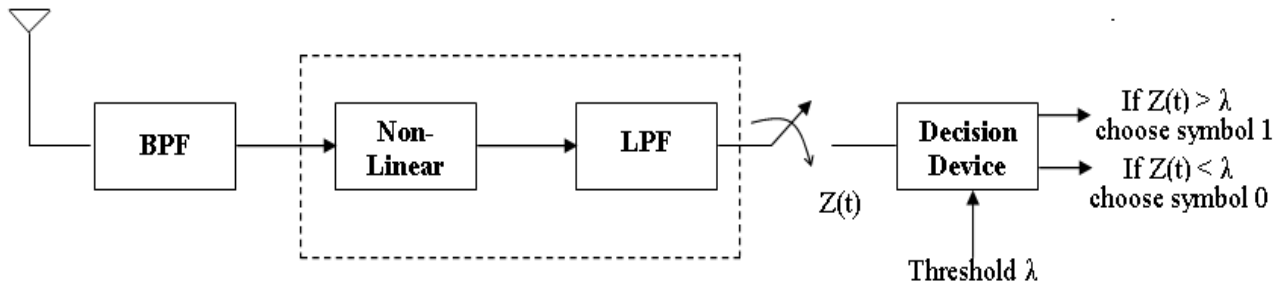 BPF
Non-
Linear
LPF
Z(t)
Decision
Device
Threshold λ
If Z(t) > λ
choose symbol 1
If Z(t) < λ
choose symbol 0